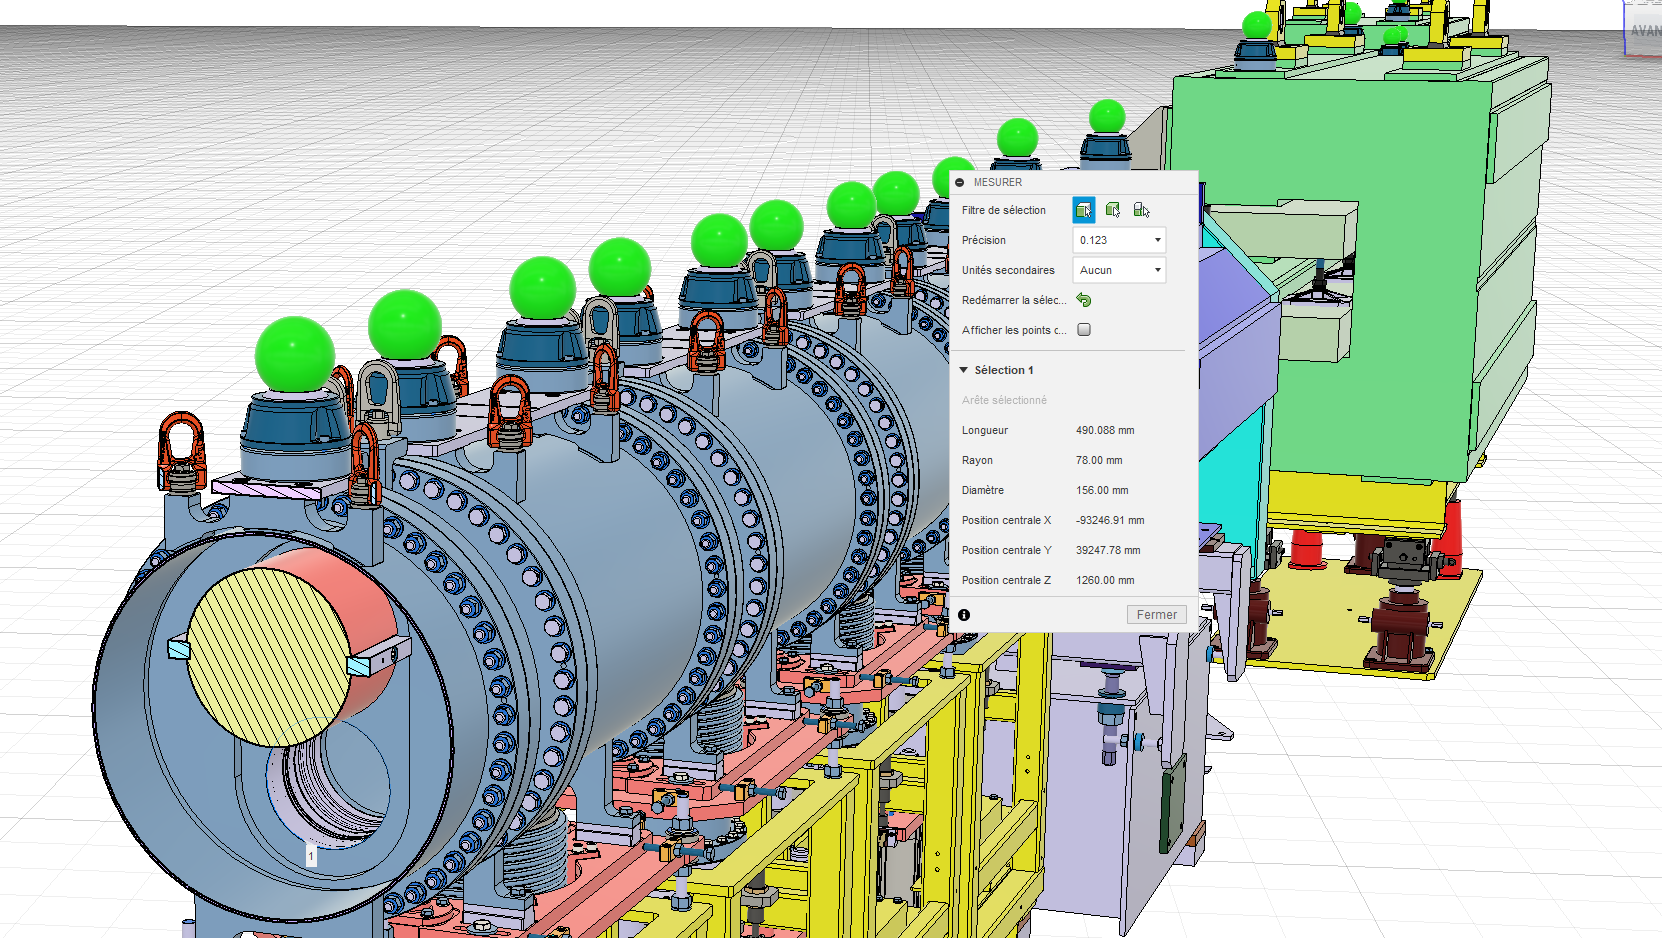 AVAN
MESURER
Filtre de sélection
Précision 0.123
Unités secondaires Aucun
Redémarrer la sélec...
Afficher les points c...
Sélection 1
Arête sélectionné
Longueur 490.088 mm
Rayon 78.00 mm
Diamètre 156.00 mm
Position centrale X -93246.91 mm
Position centrale Y 39247.78 mm
Position centrale Z 1260.00 mm
Fermer
1